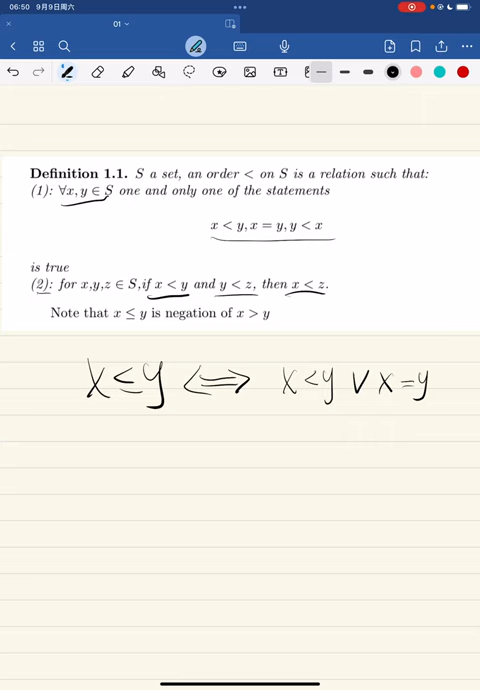 06:50 9月9日周六
01
Definition 1.1. S a set, an order < on S is a relation such that:
(1): ∀x, y ∈ S one and only one of the statements
x < y, x = y, y < x
is true
(2): for x,y,z ∈ S,if x < y and y < z, then x < z.
Note that x ≤ y is negation of x > y
x ≤ y ⟺ x < y ∨ x = y